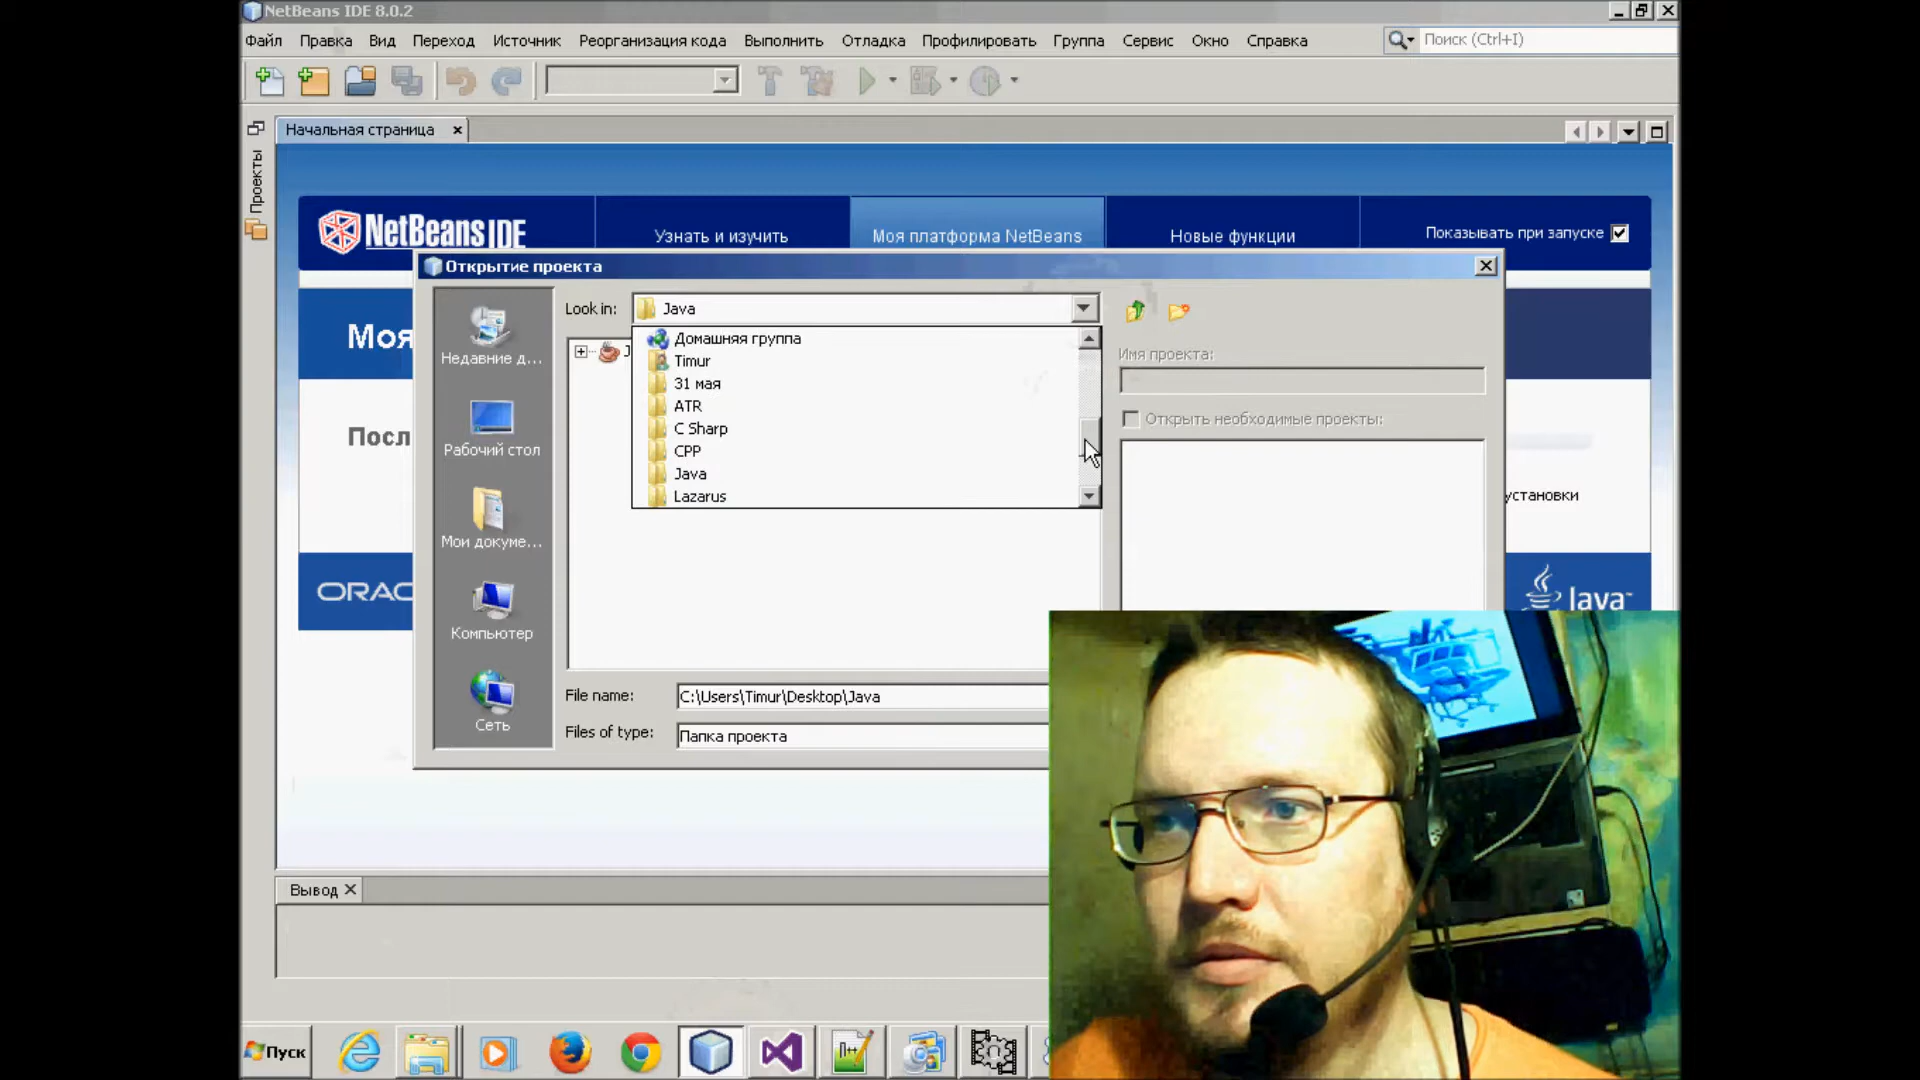 NetBeans IDE 8.0.2
Файл Правка Вид Переход Источник Реорганизация кода Выполнить Отладка Профилировать Группа Сервис Окно Справка
Поиск (Ctrl+I)
Начальная страница
Проекты
NetBeans IDE
Узнать и изучить
Моя платформа NetBeans
Новые функции
Показывать при запуске
Открытие проекта
Look in:
Java
Домашняя группа
Timur
31 мая
ATR
C Sharp
CPP
Java
Lazarus
Недавние д...
Рабочий стол
Мои докуме...
Компьютер
Сеть
Имя проекта:
Открыть необходимые проекты:
Моя
Посл
установки
ORAC
Java
File name:
C:\Users\Timur\Desktop\Java
Files of type:
Папка проекта
Вывод
Пуск